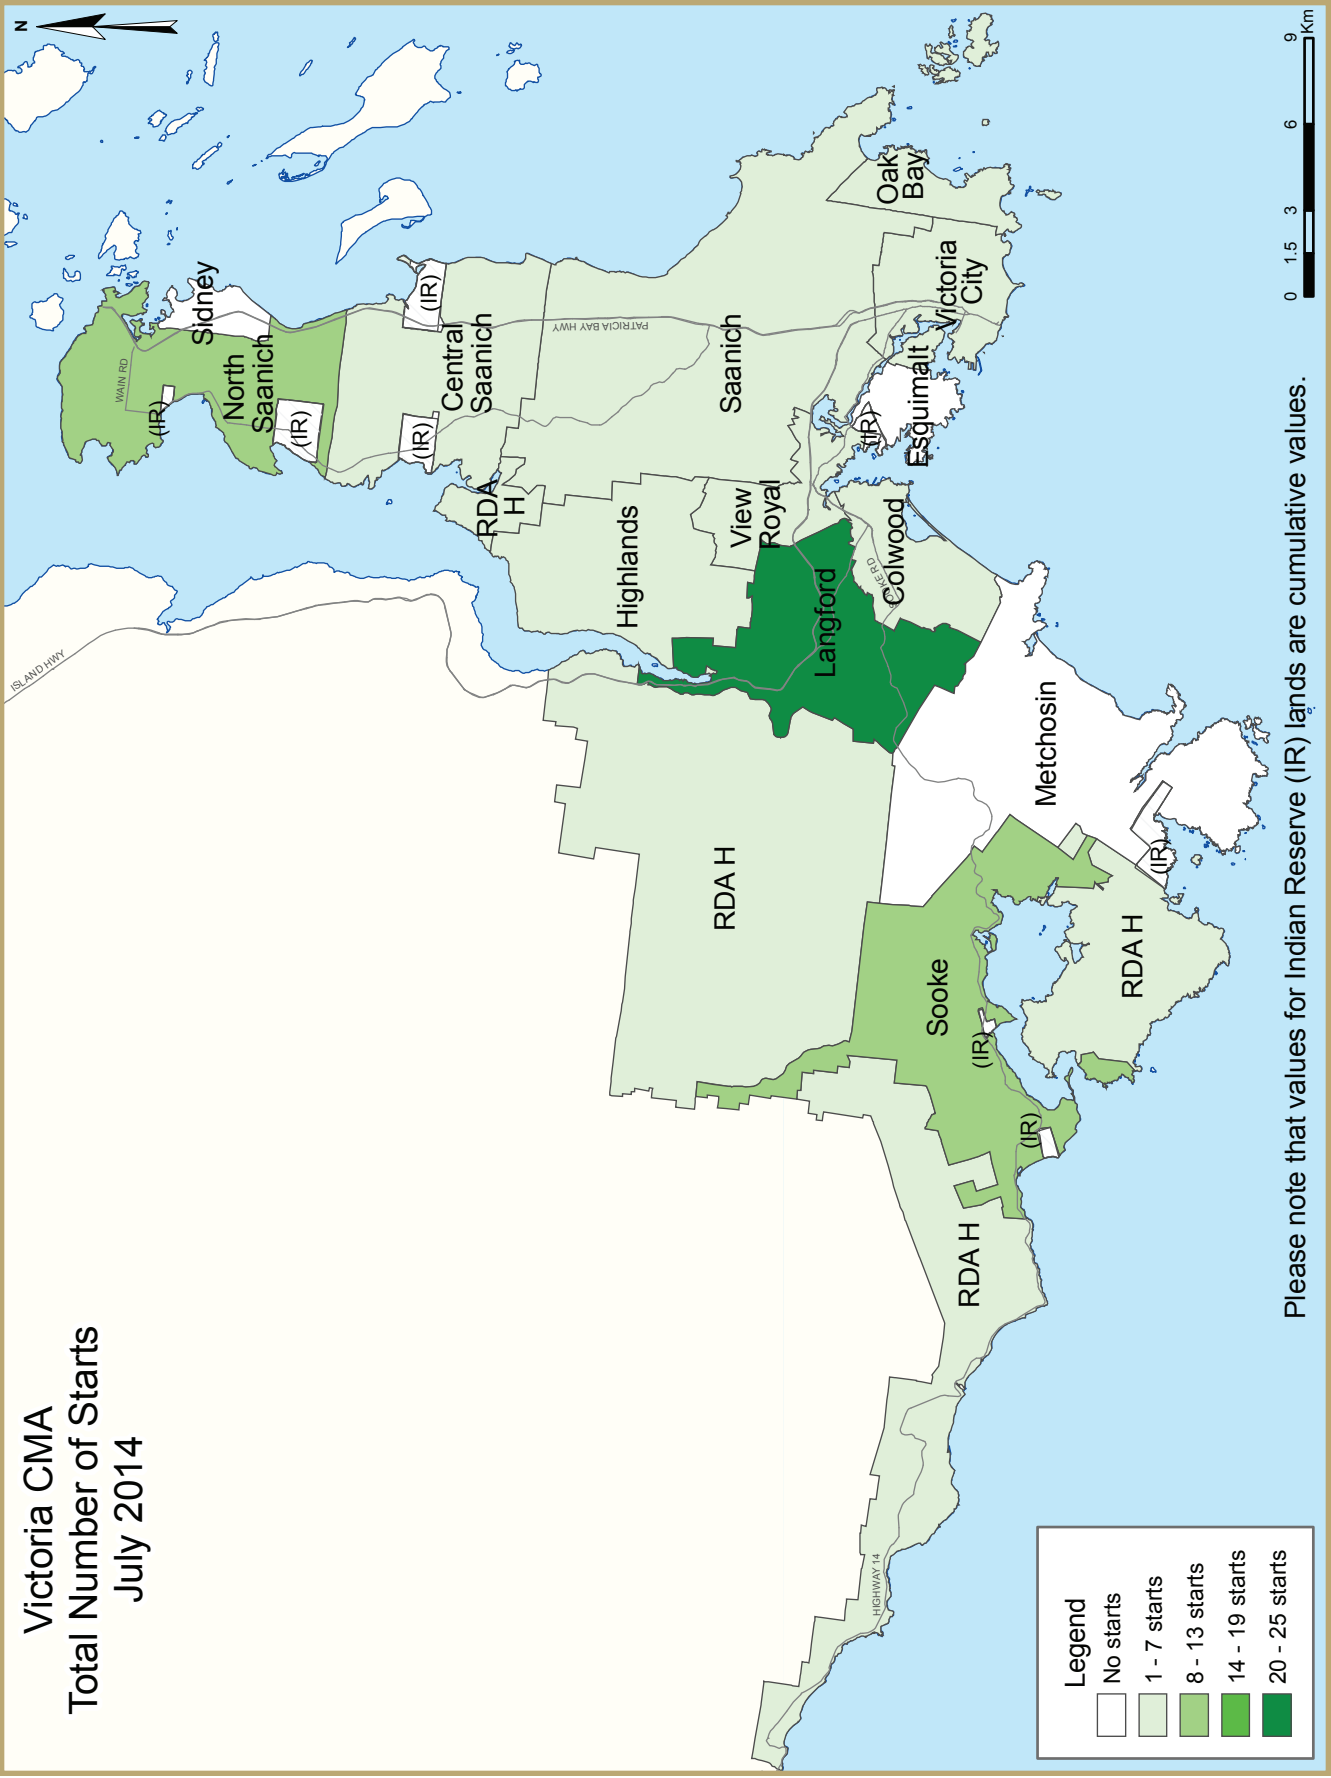 Victoria CMA
Total Number of Starts
July 2014
N
ISLAND HWY
WAIN RD
Sidney
North
Saanich
(IR)
(IR)
(IR)
(IR)
Central
Saanich
PATRICIA BAY HWY
RDA
H
Saanich
Highlands
View
Royal
Oak
Bay
Victoria
City
Esquimalt
(IR)
Colwood
SOOKE RD
Langford
Metchosin
(IR)
RDA H
Sooke
(IR)
(IR)
RDA H
RDA H
HIGHWAY 14
Legend
No starts
1 - 7 starts
8 - 13 starts
14 - 19 starts
20 - 25 starts
0 1.5 3 6 9
Km
Please note that values for Indian Reserve (IR) lands are cumulative values.